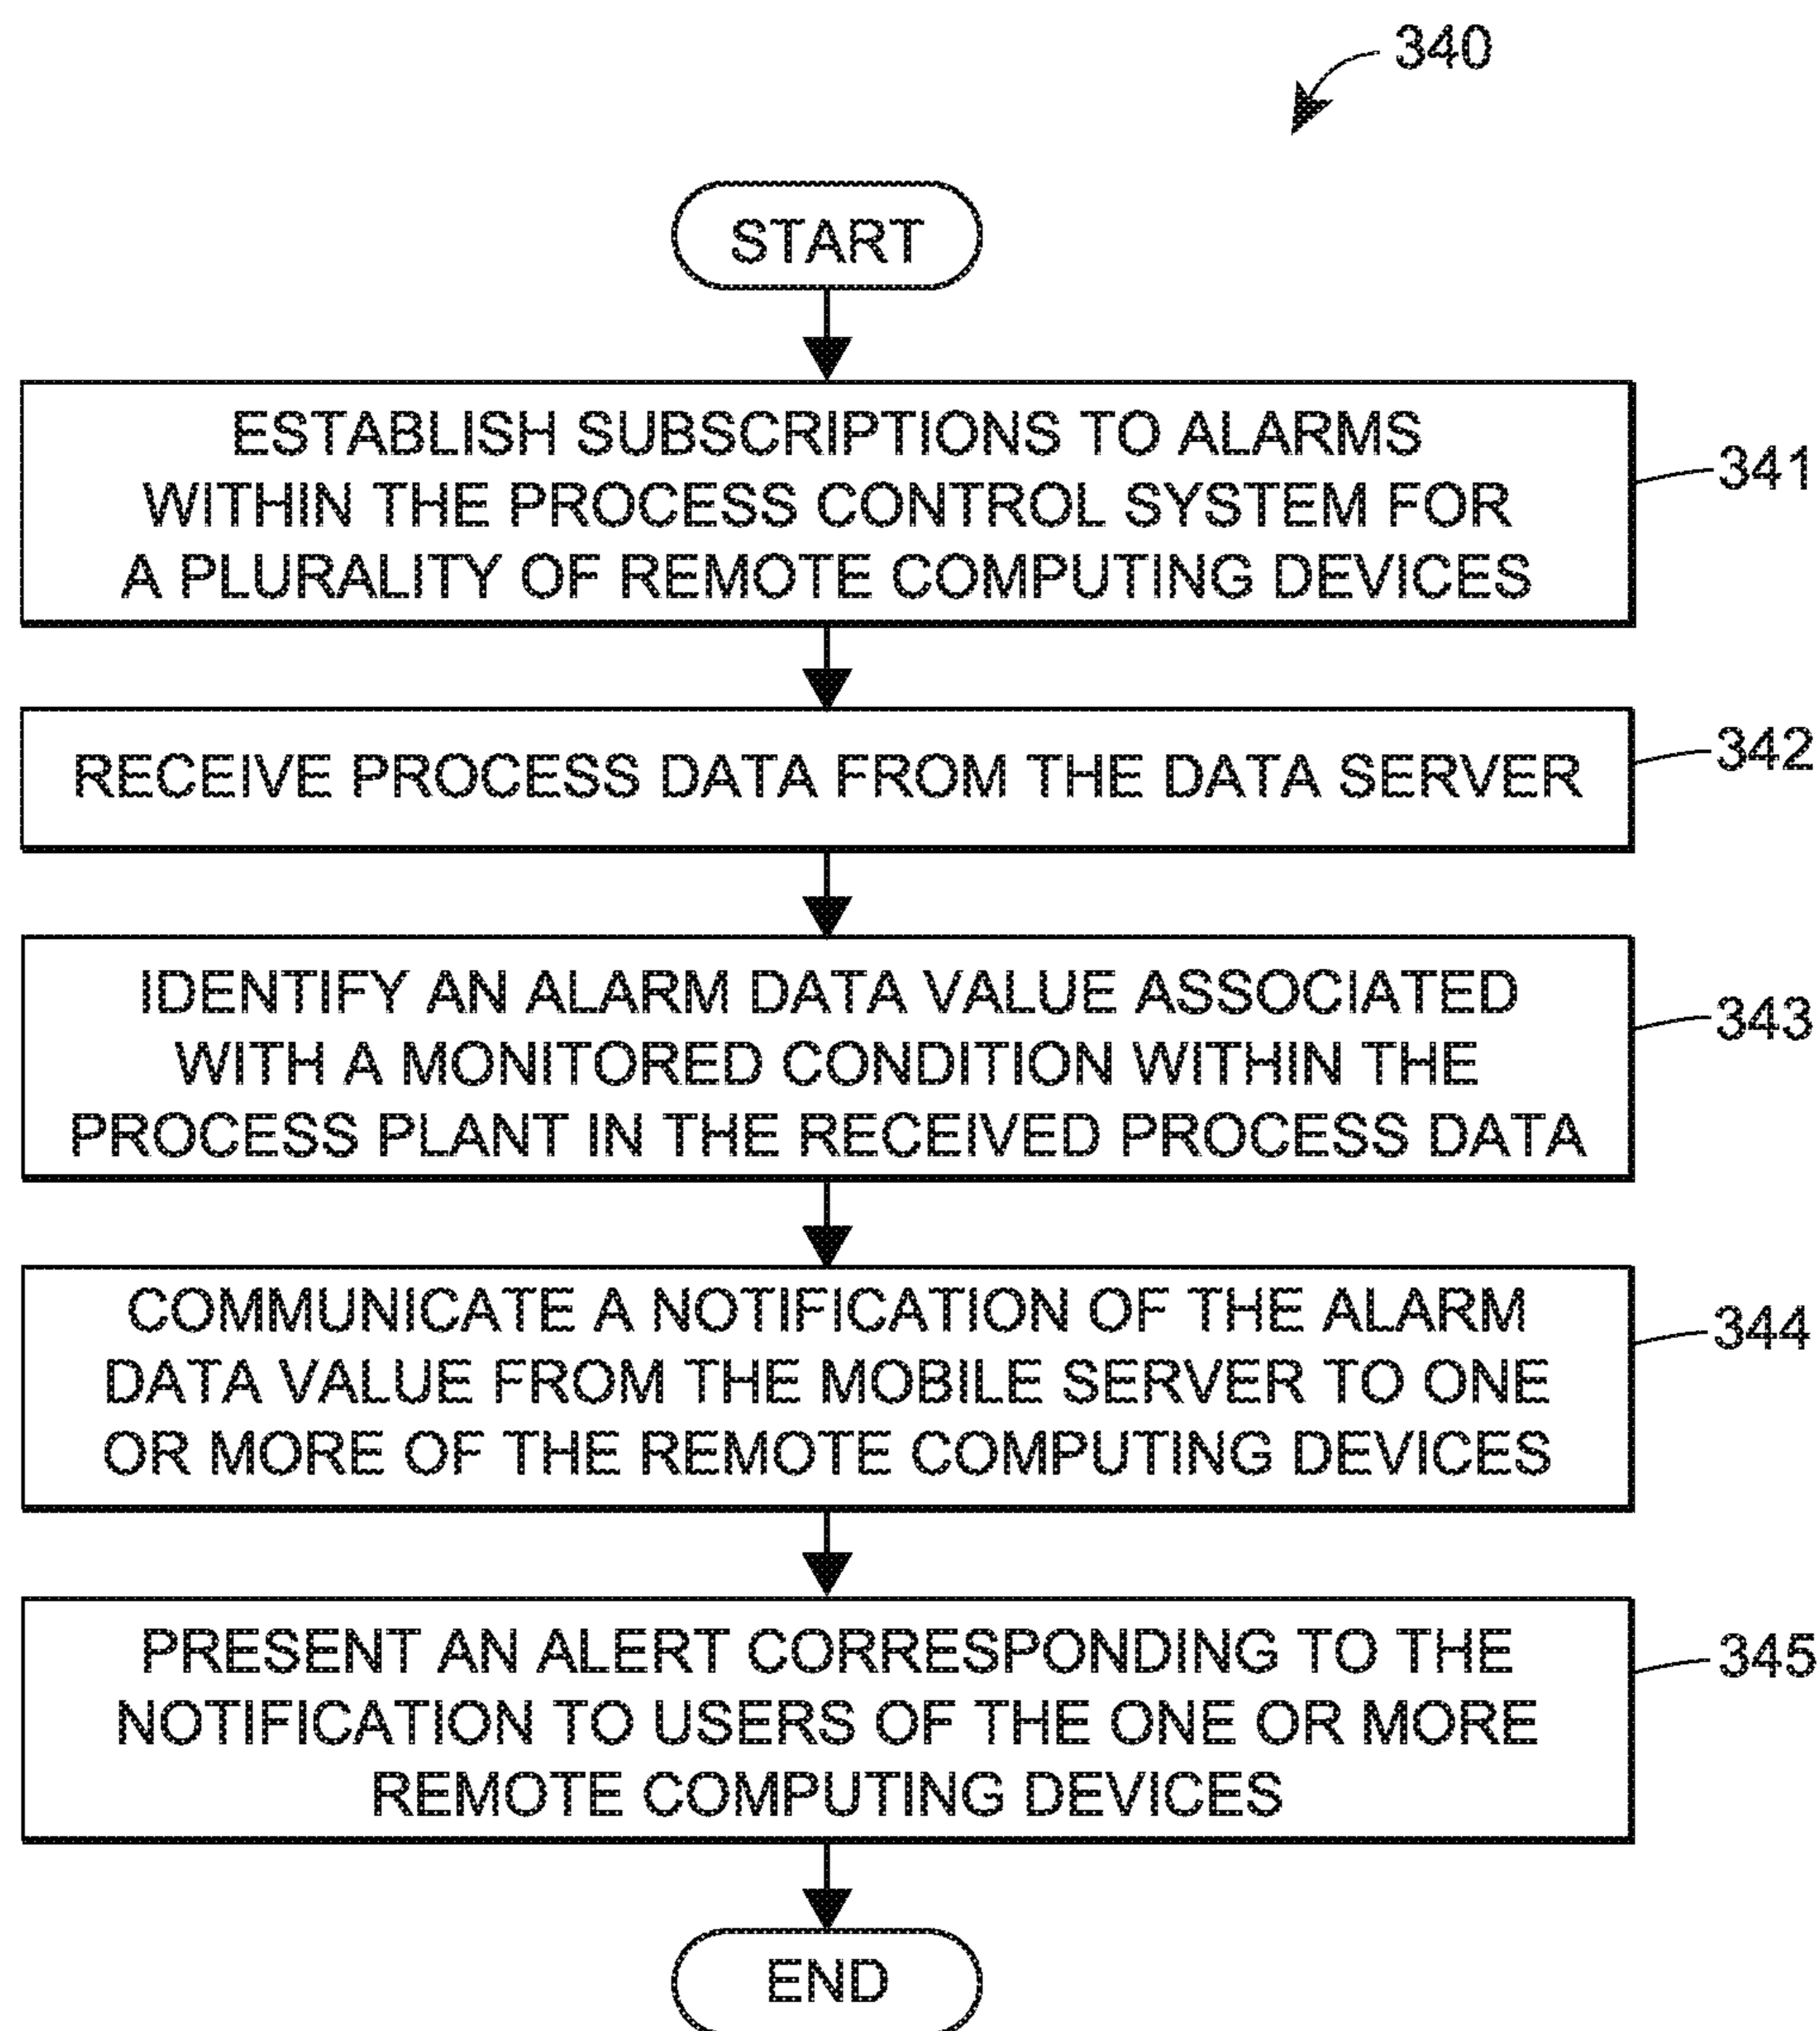 340
START
ESTABLISH SUBSCRIPTIONS TO ALARMS
WITHIN THE PROCESS CONTROL SYSTEM FOR
A PLURALITY OF REMOTE COMPUTING DEVICES
341
RECEIVE PROCESS DATA FROM THE DATA SERVER
342
IDENTIFY AN ALARM DATA VALUE ASSOCIATED
WITH A MONITORED CONDITION WITHIN THE
PROCESS PLANT IN THE RECEIVED PROCESS DATA
343
COMMUNICATE A NOTIFICATION OF THE ALARM
DATA VALUE FROM THE MOBILE SERVER TO ONE
OR MORE OF THE REMOTE COMPUTING DEVICES
344
PRESENT AN ALERT CORRESPONDING TO THE
NOTIFICATION TO USERS OF THE ONE OR MORE
REMOTE COMPUTING DEVICES
345
END